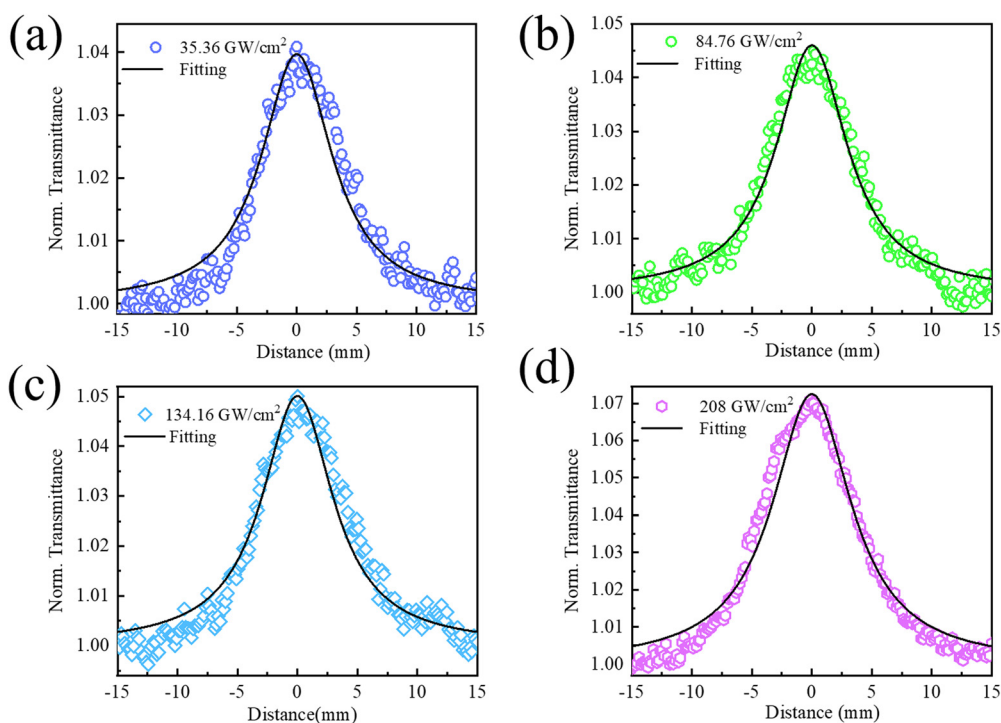 (a)
35.36 GW/cm²
Fitting
1.04
1.03
1.02
1.01
1.00
Norm. Transmittance
-15 -10 -5 0 5 10 15
Distance (mm)
(b)
84.76 GW/cm²
Fitting
1.05
1.04
1.03
1.02
1.01
1.00
Norm. Transmittance
-15 -10 -5 0 5 10 15
Distance (mm)
(c)
134.16 GW/cm²
Fitting
1.05
1.04
1.03
1.02
1.01
1.00
Norm. Transmittance
-15 -10 -5 0 5 10 15
Distance(mm)
(d)
208 GW/cm²
Fitting
1.07
1.06
1.05
1.04
1.03
1.02
1.01
1.00
Norm. Transmittance
-15 -10 -5 0 5 10 15
Distance (mm)